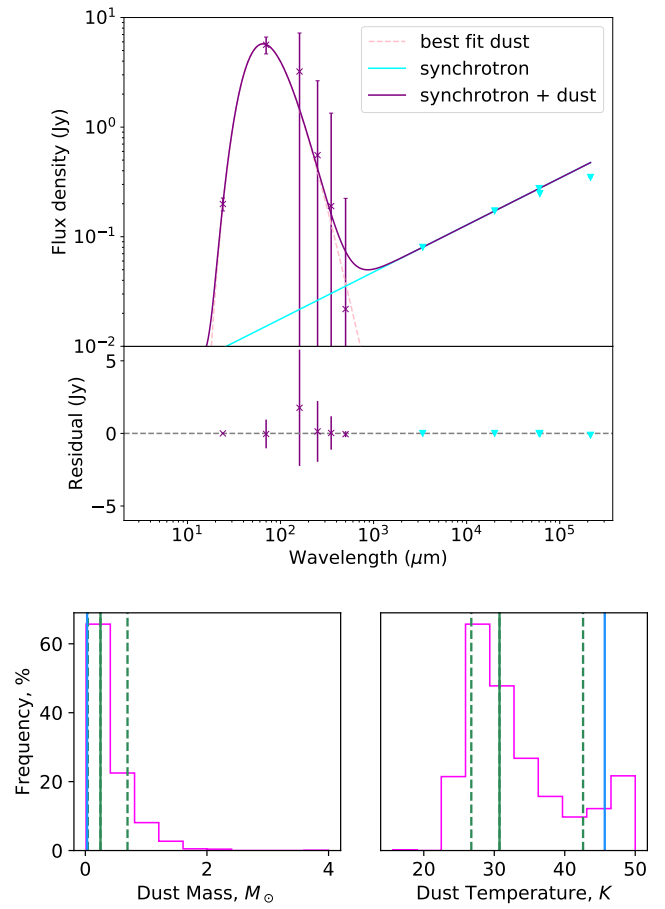 best fit dust
synchrotron
synchrotron + dust
Flux density (Jy)
10¹
10⁰
10⁻¹
10⁻²
Residual (Jy)
5
0
−5
10¹ 10² 10³ 10⁴ 10⁵
Wavelength (μm)
Frequency, %
60
40
20
0
0 2 4
Dust Mass, M⊙
20 30 40 50
Dust Temperature, K